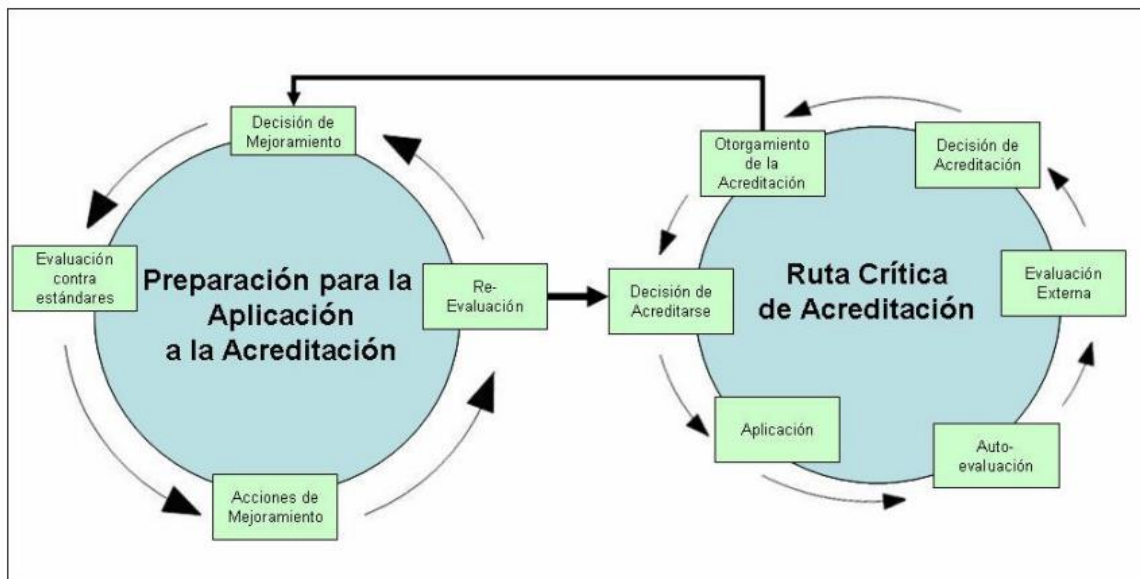 Decisión de
Mejoramiento
Evaluación
contra
estándares
Preparación para la
Aplicación
a la Acreditación
Re-
Evaluación
Acciones de
Mejoramiento
Otorgamiento
de la
Acreditación
Decisión de
Acreditación
Decisión de
Acreditarse
Ruta Crítica
de Acreditación
Evaluación
Externa
Aplicación
Auto-
evaluación